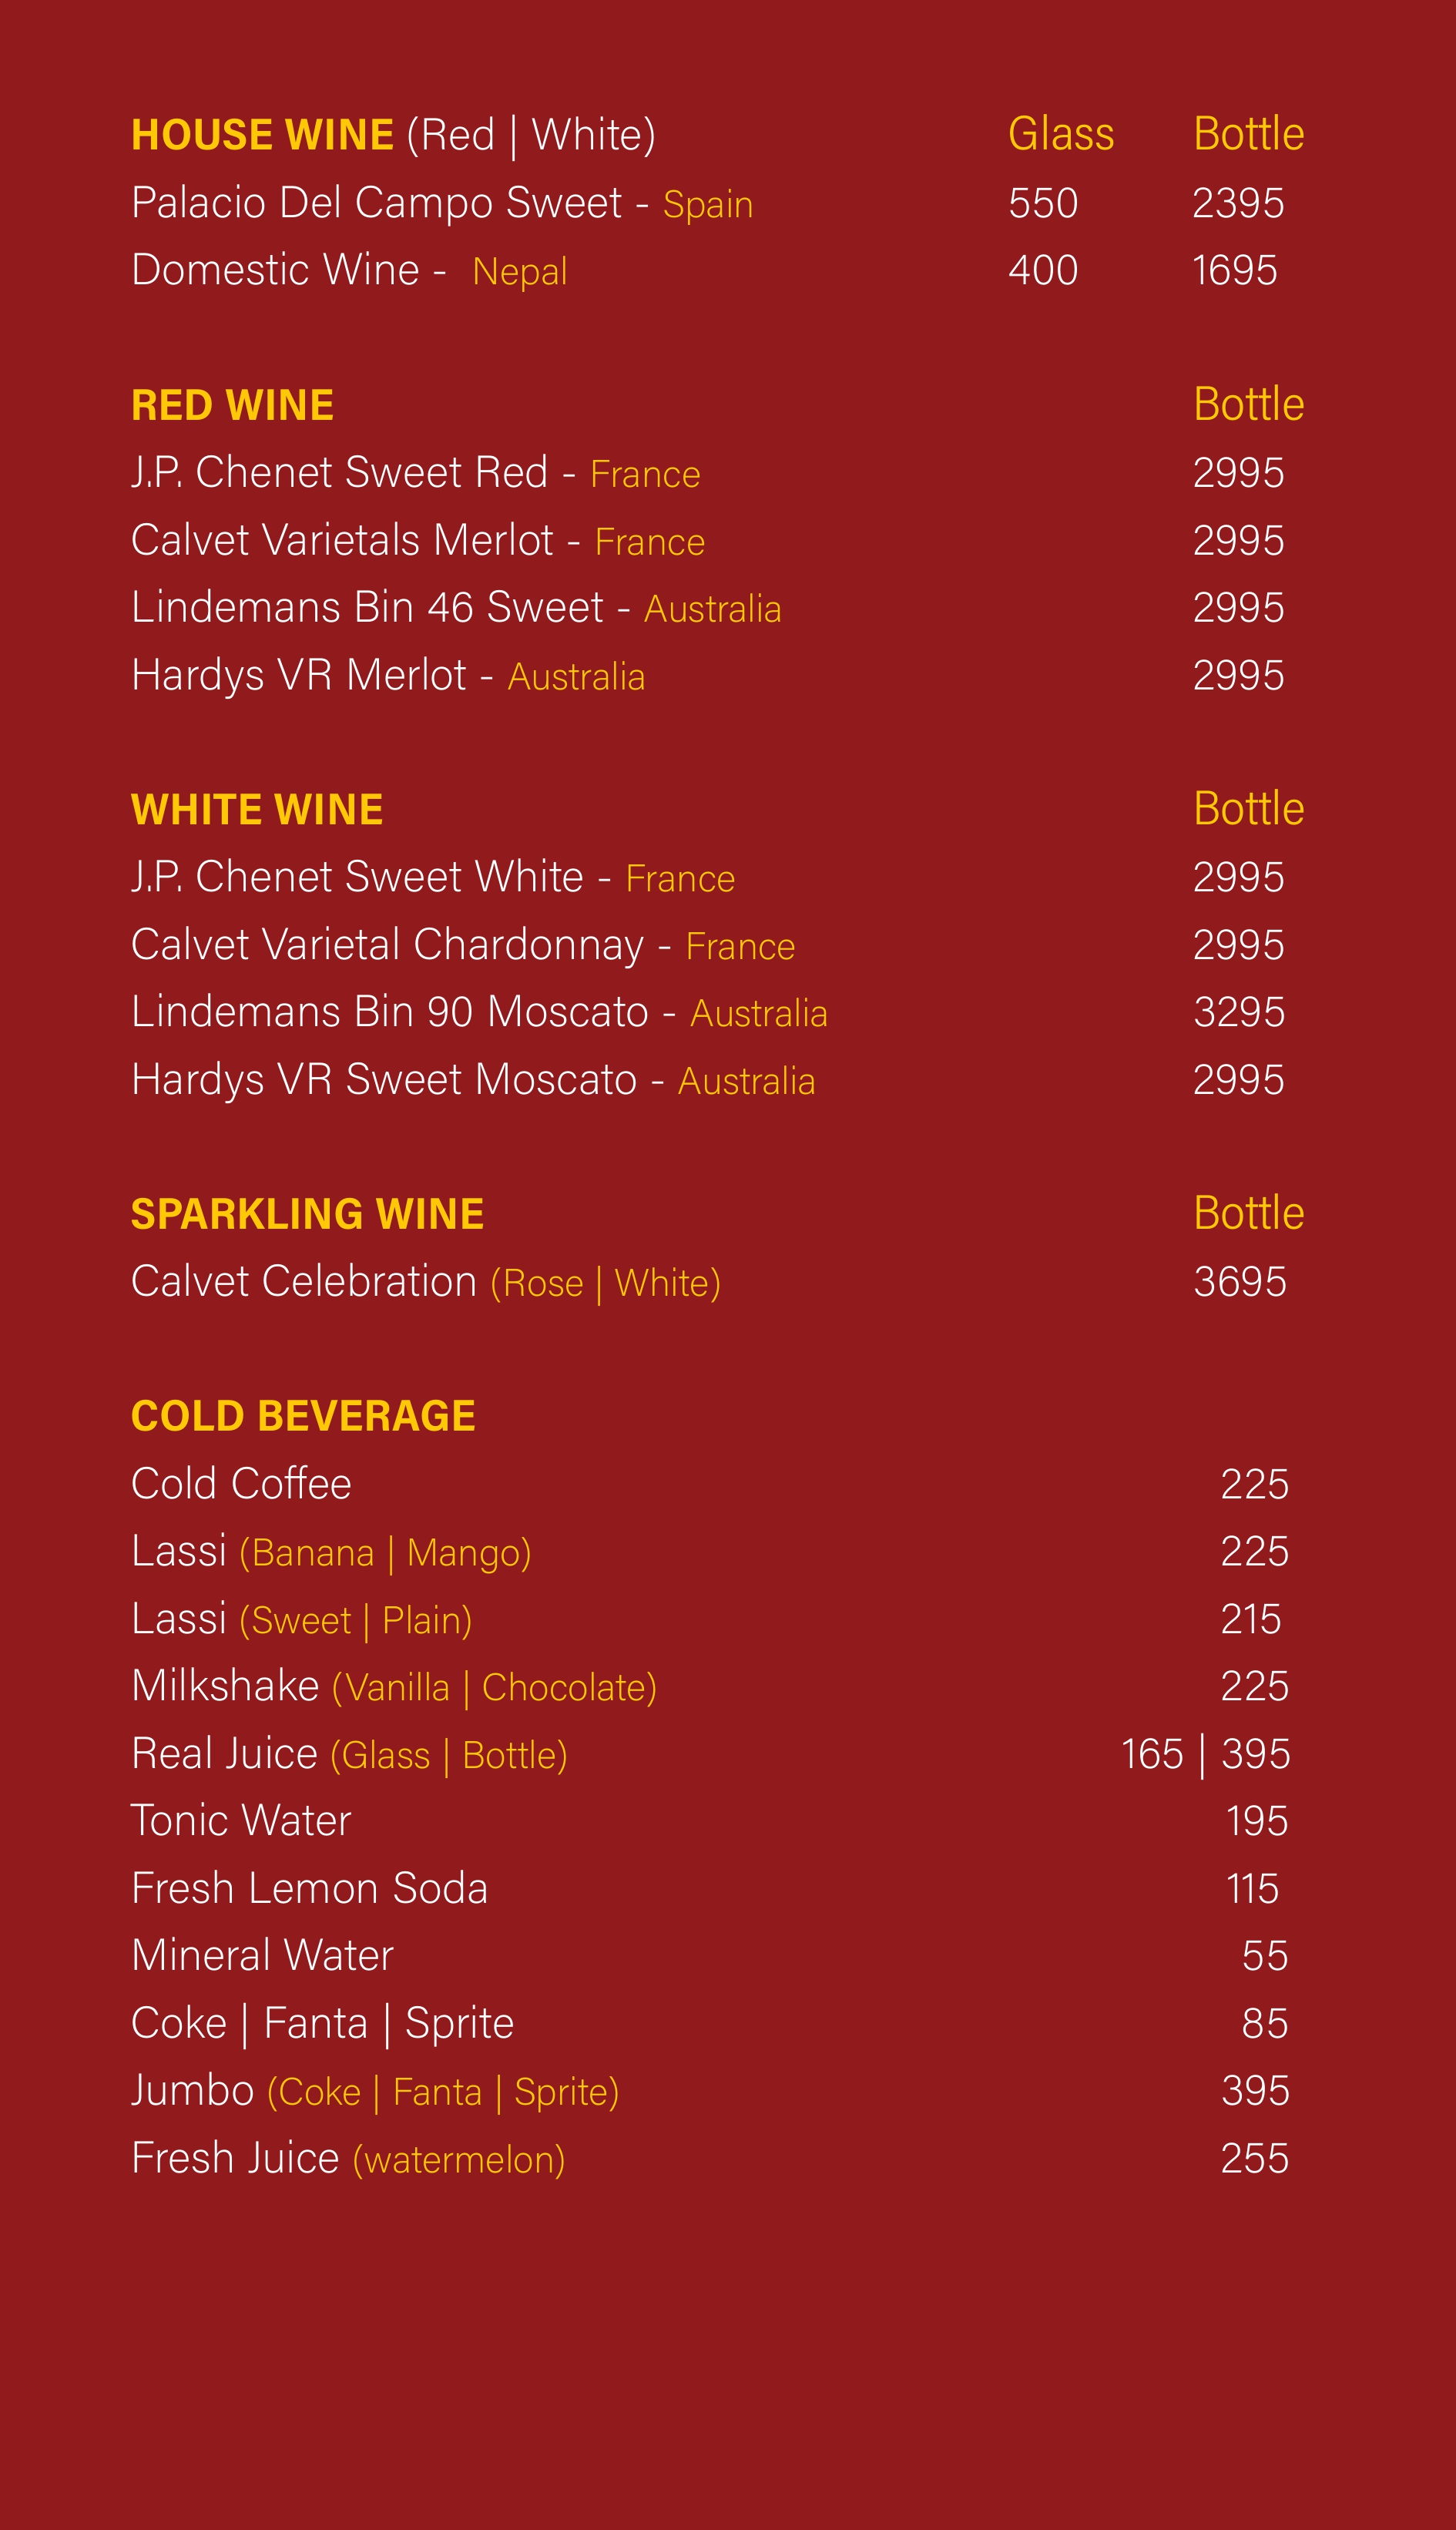 HOUSE WINE (Red | White) Glass Bottle
Palacio Del Campo Sweet - Spain 550 2395
Domestic Wine - Nepal 400 1695
RED WINE Bottle
J.P. Chenet Sweet Red - France 2995
Calvet Varietals Merlot - France 2995
Lindemans Bin 46 Sweet - Australia 2995
Hardys VR Merlot - Australia 2995
WHITE WINE Bottle
J.P. Chenet Sweet White - France 2995
Calvet Varietal Chardonnay - France 2995
Lindemans Bin 90 Moscato - Australia 3295
Hardys VR Sweet Moscato - Australia 2995
SPARKLING WINE Bottle
Calvet Celebration (Rose | White) 3695
COLD BEVERAGE
Cold Coffee 225
Lassi (Banana | Mango) 225
Lassi (Sweet | Plain) 215
Milkshake (Vanilla | Chocolate) 225
Real Juice (Glass | Bottle) 165 | 395
Tonic Water 195
Fresh Lemon Soda 115
Mineral Water 55
Coke | Fanta | Sprite 85
Jumbo (Coke | Fanta | Sprite) 395
Fresh Juice (watermelon) 255